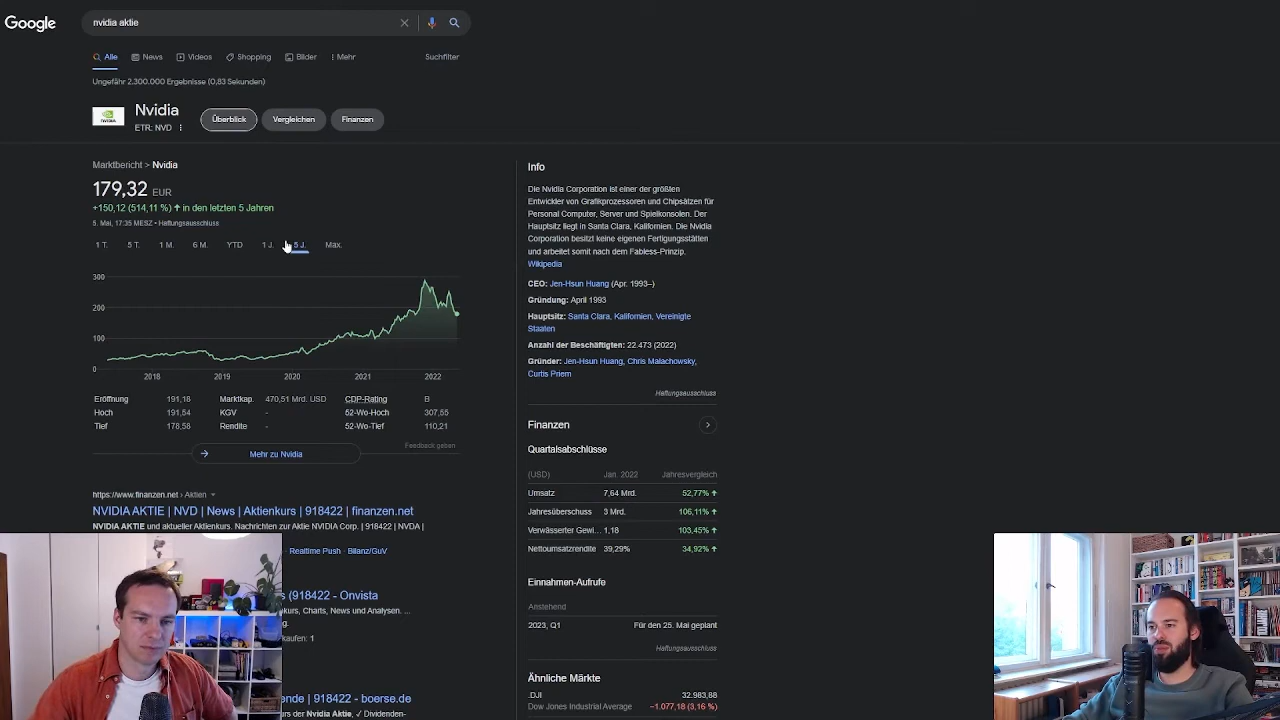 Google
nvidia aktie
Alle
News
Videos
Shopping
Bilder
Mehr
Suchfilter
Ungefähr 2.300.000 Ergebnisse (0,83 Sekunden)
NVIDIA
Nvidia
ETR: NVD
Überblick
Vergleichen
Finanzen
Marktbericht > Nvidia
179,32 EUR
+150,12 (514,11 %) ↑ in den letzten 5 Jahren
5. Mai, 17:35 MESZ • Haftungsausschluss
1 T. 5 T. 1 M. 6 M. YTD 1 J. 5 J. Max.
300
200
100
0
2018 2019 2020 2021 2022
Eröffnung 191,18 Marktkap. 470,51 Mrd. USD CDP-Rating B
Hoch 191,54 KGV - 52-Wo-Hoch 307,55
Tief 178,58 Rendite - 52-Wo-Tief 110,21
Feedback geben
→ Mehr zu Nvidia
https://www.finanzen.net › Aktien
NVIDIA AKTIE | NVD | News | Aktienkurs | 918422 | finanzen.net
NVIDIA AKTIE und aktueller Aktienkurs. Nachrichten zur Aktie NVIDIA Corp. | 918422 | NVDA |
Realtime Push · Bilanz/GuV
(918422) - Onvista
kurs, Charts, News und Analysen. ...
kaufen: 1
ende | 918422 - boerse.de
kurs der Nvidia Aktie, ✓ Dividenden-
Info
Die Nvidia Corporation ist einer der größten
Entwickler von Grafikprozessoren und Chipsätzen für
Personal Computer, Server und Spielkonsolen. Der
Hauptsitz liegt in Santa Clara, Kalifornien. Die Nvidia
Corporation besitzt keine eigenen Fertigungsstätten
und arbeitet somit nach dem Fabless-Prinzip.
Wikipedia
CEO: Jen-Hsun Huang (Apr. 1993–)
Gründung: April 1993
Hauptsitz: Santa Clara, Kalifornien, Vereinigte
Staaten
Anzahl der Beschäftigten: 22.473 (2022)
Gründer: Jen-Hsun Huang, Chris Malachowsky,
Curtis Priem
Haftungsausschluss
Finanzen
Quartalsabschlüsse
(USD) Jan. 2022 Jahresvergleich
Umsatz 7,64 Mrd. 52,77% ↑
Jahresüberschuss 3 Mrd. 106,11% ↑
Verwässerter Gewi... 1,18 103,45% ↑
Nettoumsatzrendite 39,29% 34,92% ↑
Einnahmen-Aufrufe
Anstehend
2023, Q1 Für den 25. Mai geplant
Haftungsausschluss
Ähnliche Märkte
.DJI 32.983,88
Dow Jones Industrial Average −1.077,18 (3,16 %)